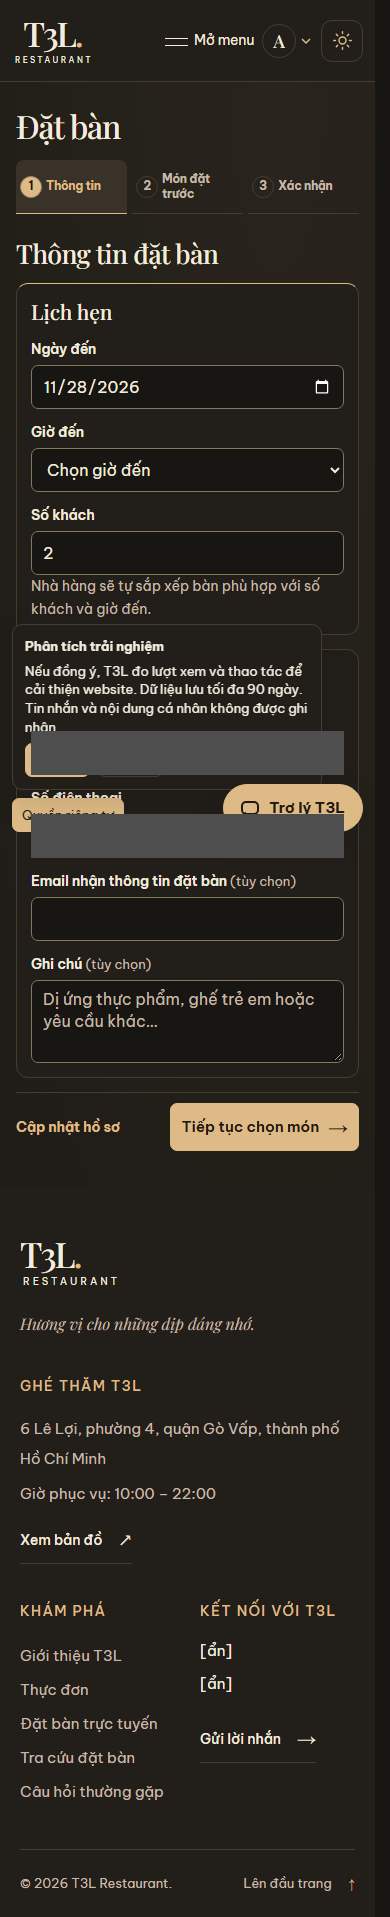 T3L.
RESTAURANT
Mở menu
A
Đặt bàn
1 Thông tin
2 Món đặt
trước
3 Xác nhận
Thông tin đặt bàn
Lịch hẹn
Ngày đến
11/28/2026
Giờ đến
Chọn giờ đến
Số khách
2
Nhà hàng sẽ tự sắp xếp bàn phù hợp với số
khách và giờ đến.
Phân tích trải nghiệm
Nếu đồng ý, T3L đo lượt xem và thao tác để
cải thiện website. Dữ liệu lưu tối đa 90 ngày.
Tin nhắn và nội dung cá nhân không được ghi
nhận
Số điện thoại
Trợ lý T3L
Email nhận thông tin đặt bàn (tùy chọn)
Ghi chú (tùy chọn)
Dị ứng thực phẩm, ghế trẻ em hoặc
yêu cầu khác...
Cập nhật hồ sơ
Tiếp tục chọn món →
T3L.
RESTAURANT
Hương vị cho những dịp đáng nhớ.
GHÉ THĂM T3L
6 Lê Lợi, phường 4, quận Gò Vấp, thành phố
Hồ Chí Minh
Giờ phục vụ: 10:00 – 22:00
Xem bản đồ ↗
KHÁM PHÁ
Giới thiệu T3L
Thực đơn
Đặt bàn trực tuyến
Tra cứu đặt bàn
Câu hỏi thường gặp
KẾT NỐI VỚI T3L
[ẩn]
[ẩn]
Gửi lời nhắn →
© 2026 T3L Restaurant.
Lên đầu trang ↑